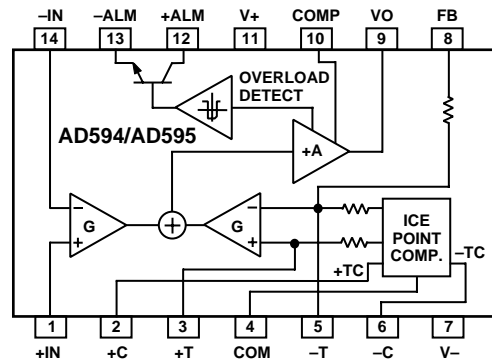 –IN –ALM +ALM V+ COMP VO FB
14 13 12 11 10 9 8
OVERLOAD
DETECT
AD594/AD595
+A
– G +
G – +
+
ICE
POINT
COMP.
–TC
+TC
1 2 3 4 5 6 7
+IN +C +T COM –T –C V–